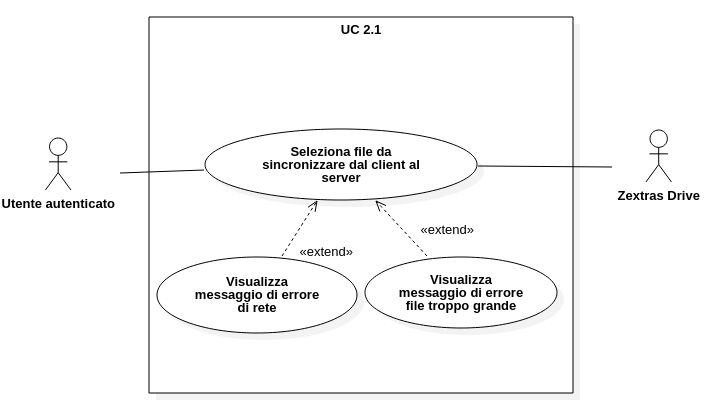 UC 2.1
Seleziona file da
sincronizzare dal client al
server
Utente autenticato
Zextras Drive
«extend»
«extend»
Visualizza
messaggio di errore
di rete
Visualizza
messaggio di errore
file troppo grande